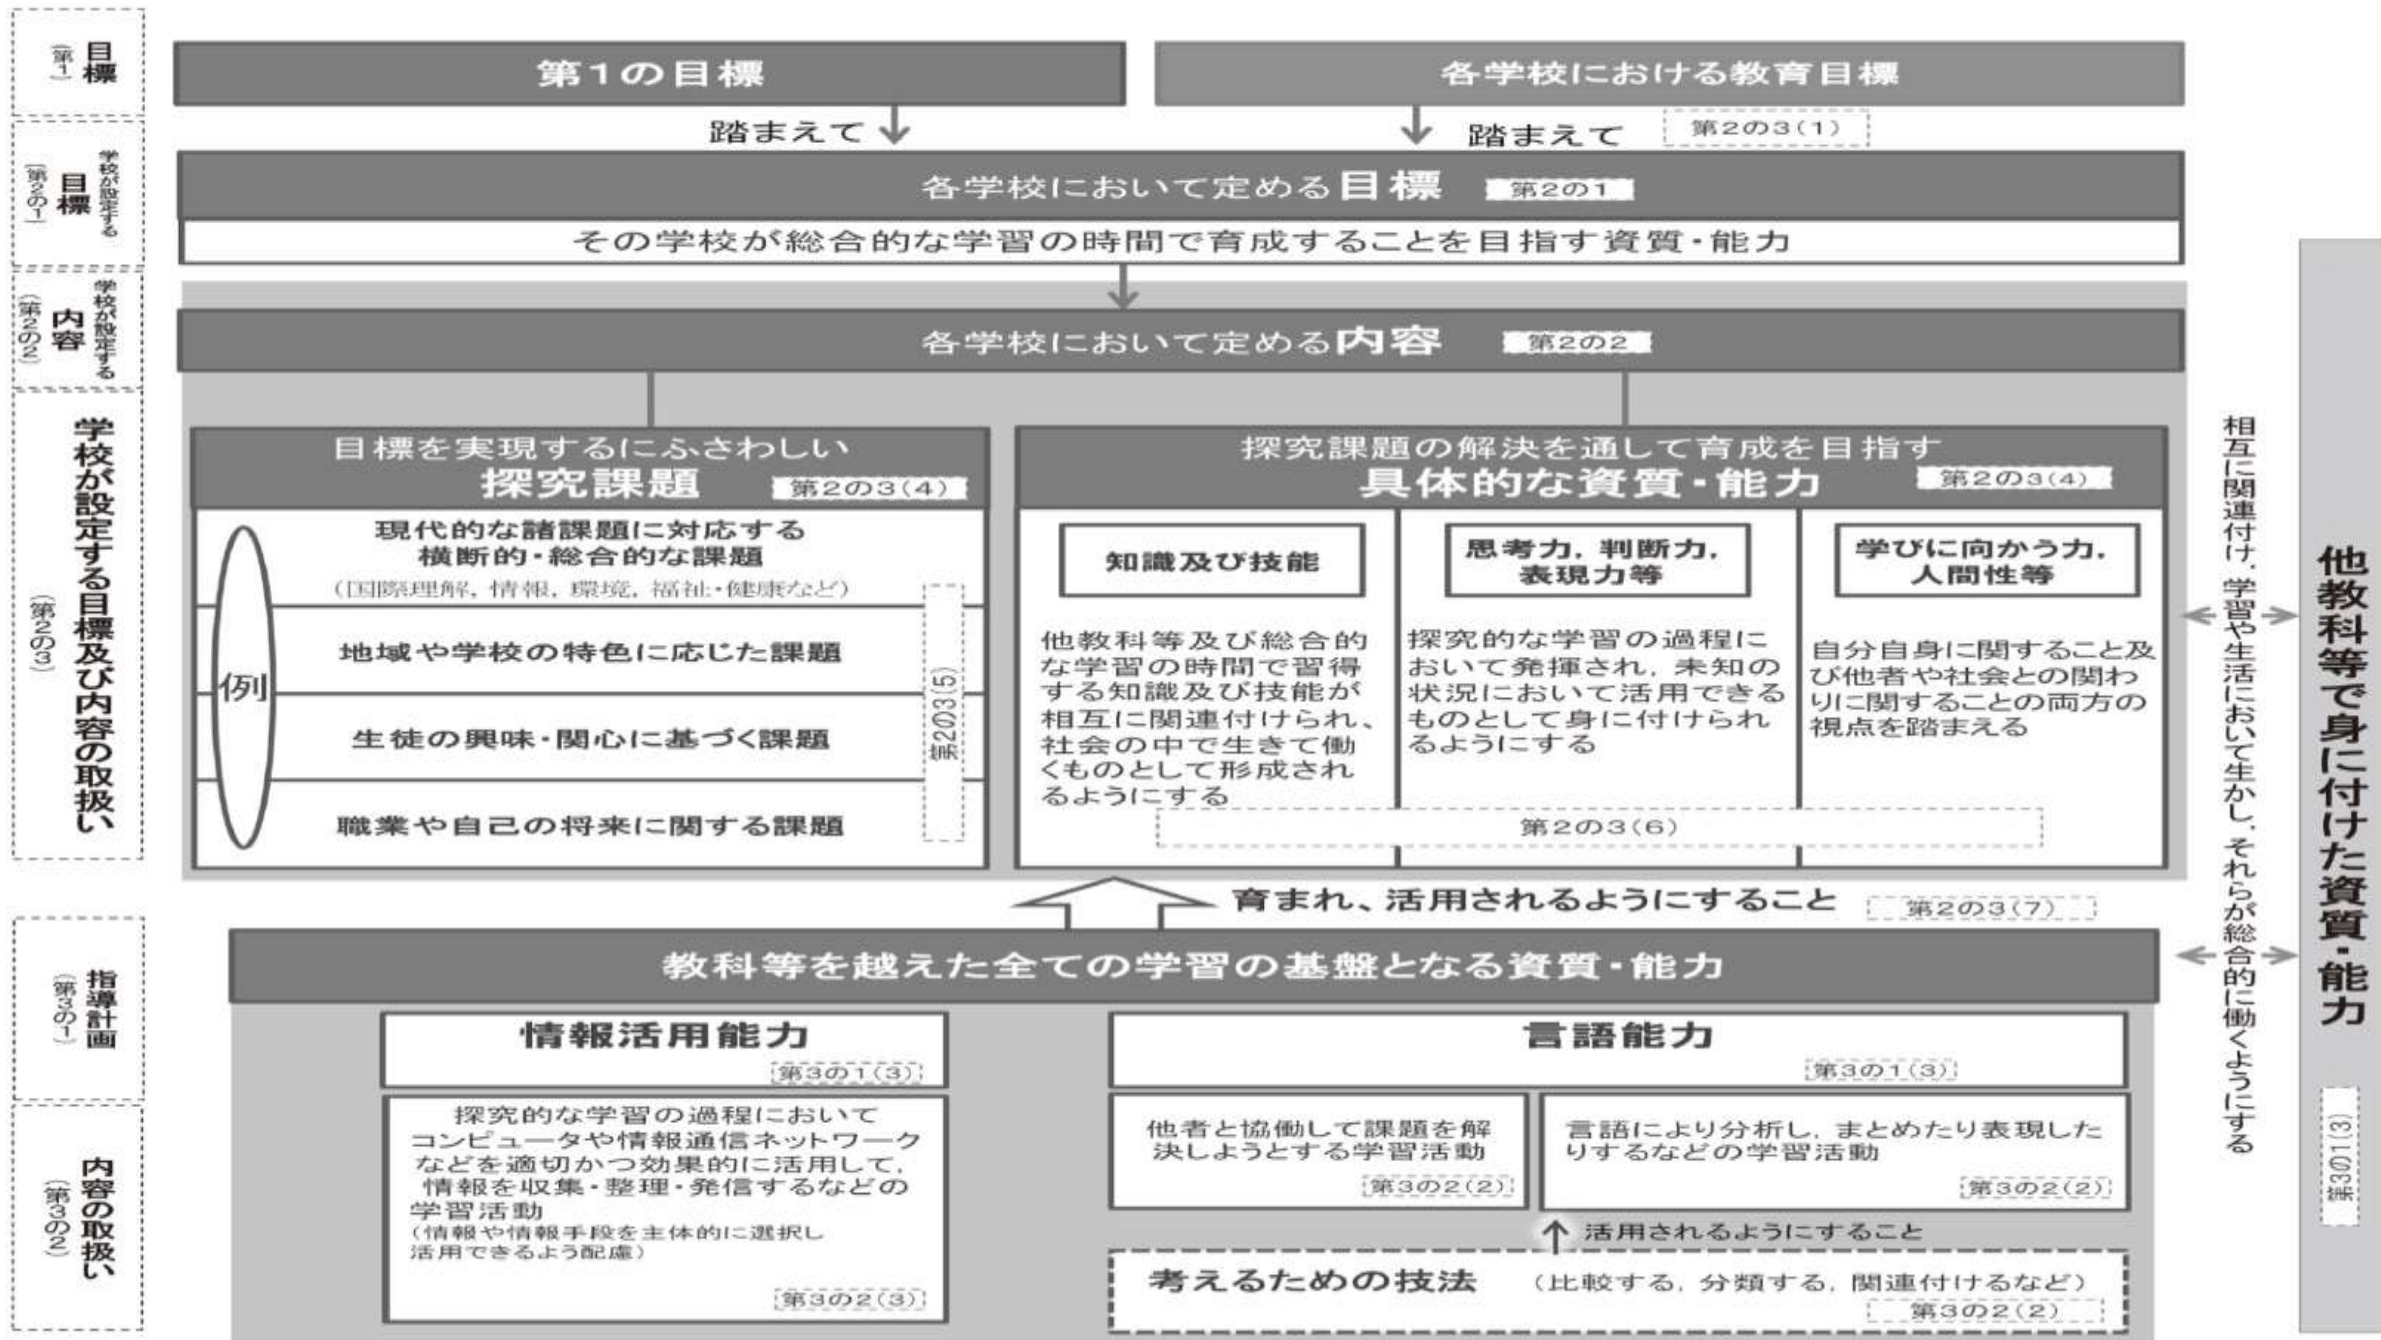 目標
(第1)
第1の目標
各学校における教育目標
踏まえて
踏まえて
第2の3(1)
学校が設定する
目標
(第2の1)
各学校において定める目標 第2の1
その学校が総合的な学習の時間で育成することを目指す資質・能力
学校が設定する
内容
(第2の2)
各学校において定める内容 第2の2
学校が設定する目標及び内容の取扱い
(第2の3)
目標を実現するにふさわしい
探究課題 第2の3(4)
例
現代的な諸課題に対応する
横断的・総合的な課題
(国際理解, 情報, 環境, 福祉・健康など)
地域や学校の特色に応じた課題
生徒の興味・関心に基づく課題
職業や自己の将来に関する課題
第2の3(5)
探究課題の解決を通して育成を目指す
具体的な資質・能力 第2の3(4)
知識及び技能
他教科等及び総合的
な学習の時間で習得
する知識及び技能が
相互に関連付けられ、
社会の中で生きて働
くものとして形成され
るようにする
思考力, 判断力,
表現力等
探究的な学習の過程に
おいて発揮され, 未知の
状況において活用できる
ものとして身に付けられ
るようにする
学びに向かう力,
人間性等
自分自身に関すること及
び他者や社会との関わ
りに関することの両方の
視点を踏まえる
第2の3(6)
育まれ、活用されるようにすること 第2の3(7)
指導計画
(第3の1)
教科等を越えた全ての学習の基盤となる資質・能力
情報活用能力
第3の1(3)
言語能力
第3の1(3)
内容の取扱い
(第3の2)
探究的な学習の過程において
コンピュータや情報通信ネットワーク
などを適切かつ効果的に活用して,
情報を収集・整理・発信するなどの
学習活動
(情報や情報手段を主体的に選択し
活用できるよう配慮)
第3の2(3)
他者と協働して課題を解
決しようとする学習活動
第3の2(2)
言語により分析し, まとめたり表現した
りするなどの学習活動
第3の2(2)
活用されるようにすること
考えるための技法 (比較する, 分類する, 関連付けるなど)
第3の2(2)
相互に関連付け, 学習や生活において生かし, それらが総合的に働くようにする
他教科等で身に付けた資質・能力
第3の1(3)